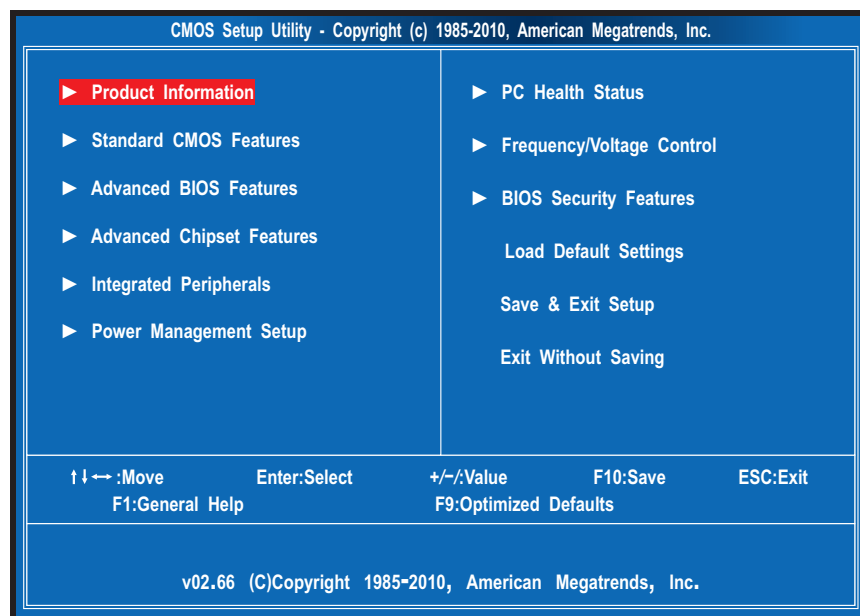 CMOS Setup Utility - Copyright (c) 1985-2010, American Megatrends, Inc.
► Product Information
► Standard CMOS Features
► Advanced BIOS Features
► Advanced Chipset Features
► Integrated Peripherals
► Power Management Setup
► PC Health Status
► Frequency/Voltage Control
► BIOS Security Features
Load Default Settings
Save & Exit Setup
Exit Without Saving
↑↓←→ :Move Enter:Select +/-/:Value F10:Save ESC:Exit
F1:General Help F9:Optimized Defaults
v02.66 (C)Copyright 1985-2010, American Megatrends, Inc.